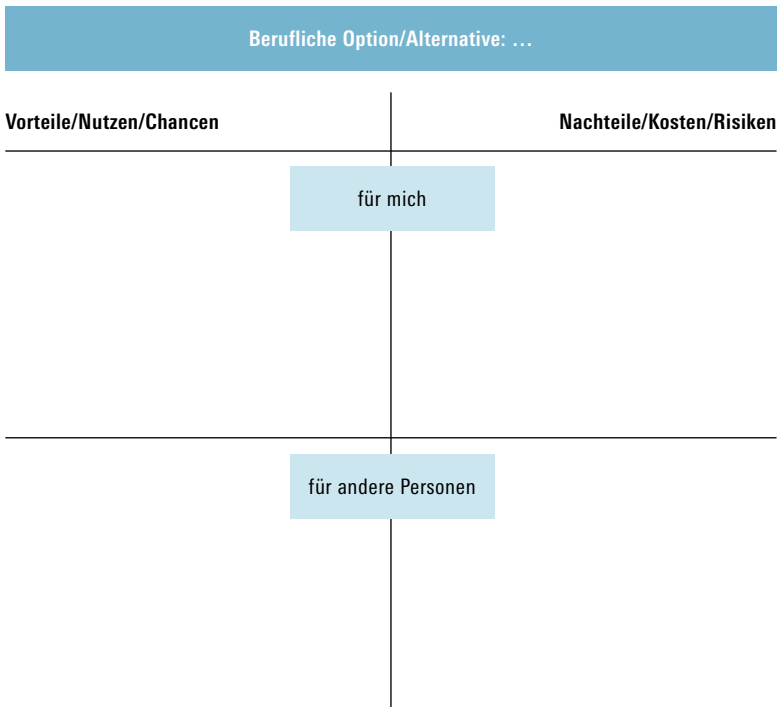 Berufliche Option/Alternative: …
Vorteile/Nutzen/Chancen
Nachteile/Kosten/Risiken
für mich
für andere Personen